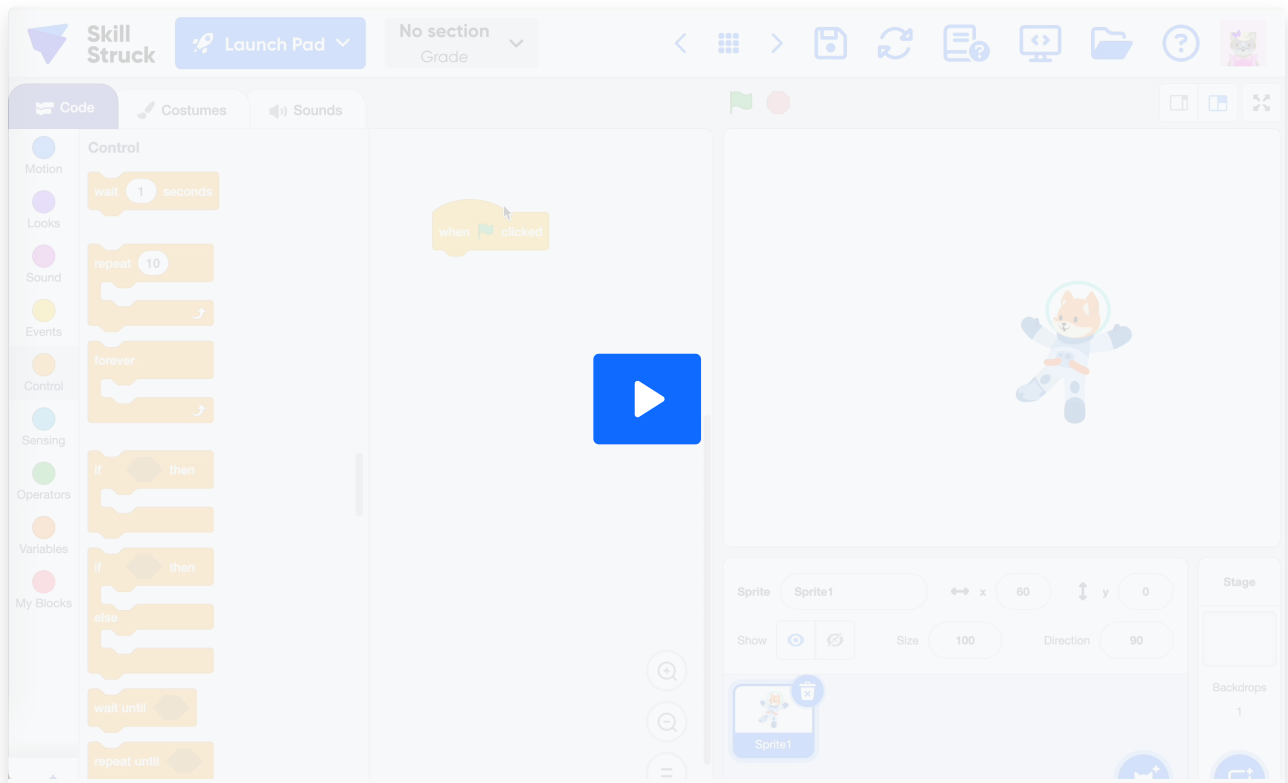 Skill
Struck
Launch Pad
No section
Grade
Code
Costumes
Sounds
Motion
Looks
Sound
Events
Control
Sensing
Operators
Variables
My Blocks
Control
wait 1 seconds
repeat 10
forever
if then
if then
else
wait until
repeat until
when clicked
Sprite Sprite1 x 60 y 0
Show Size 100 Direction 90
Sprite1
Stage
Backdrops
1